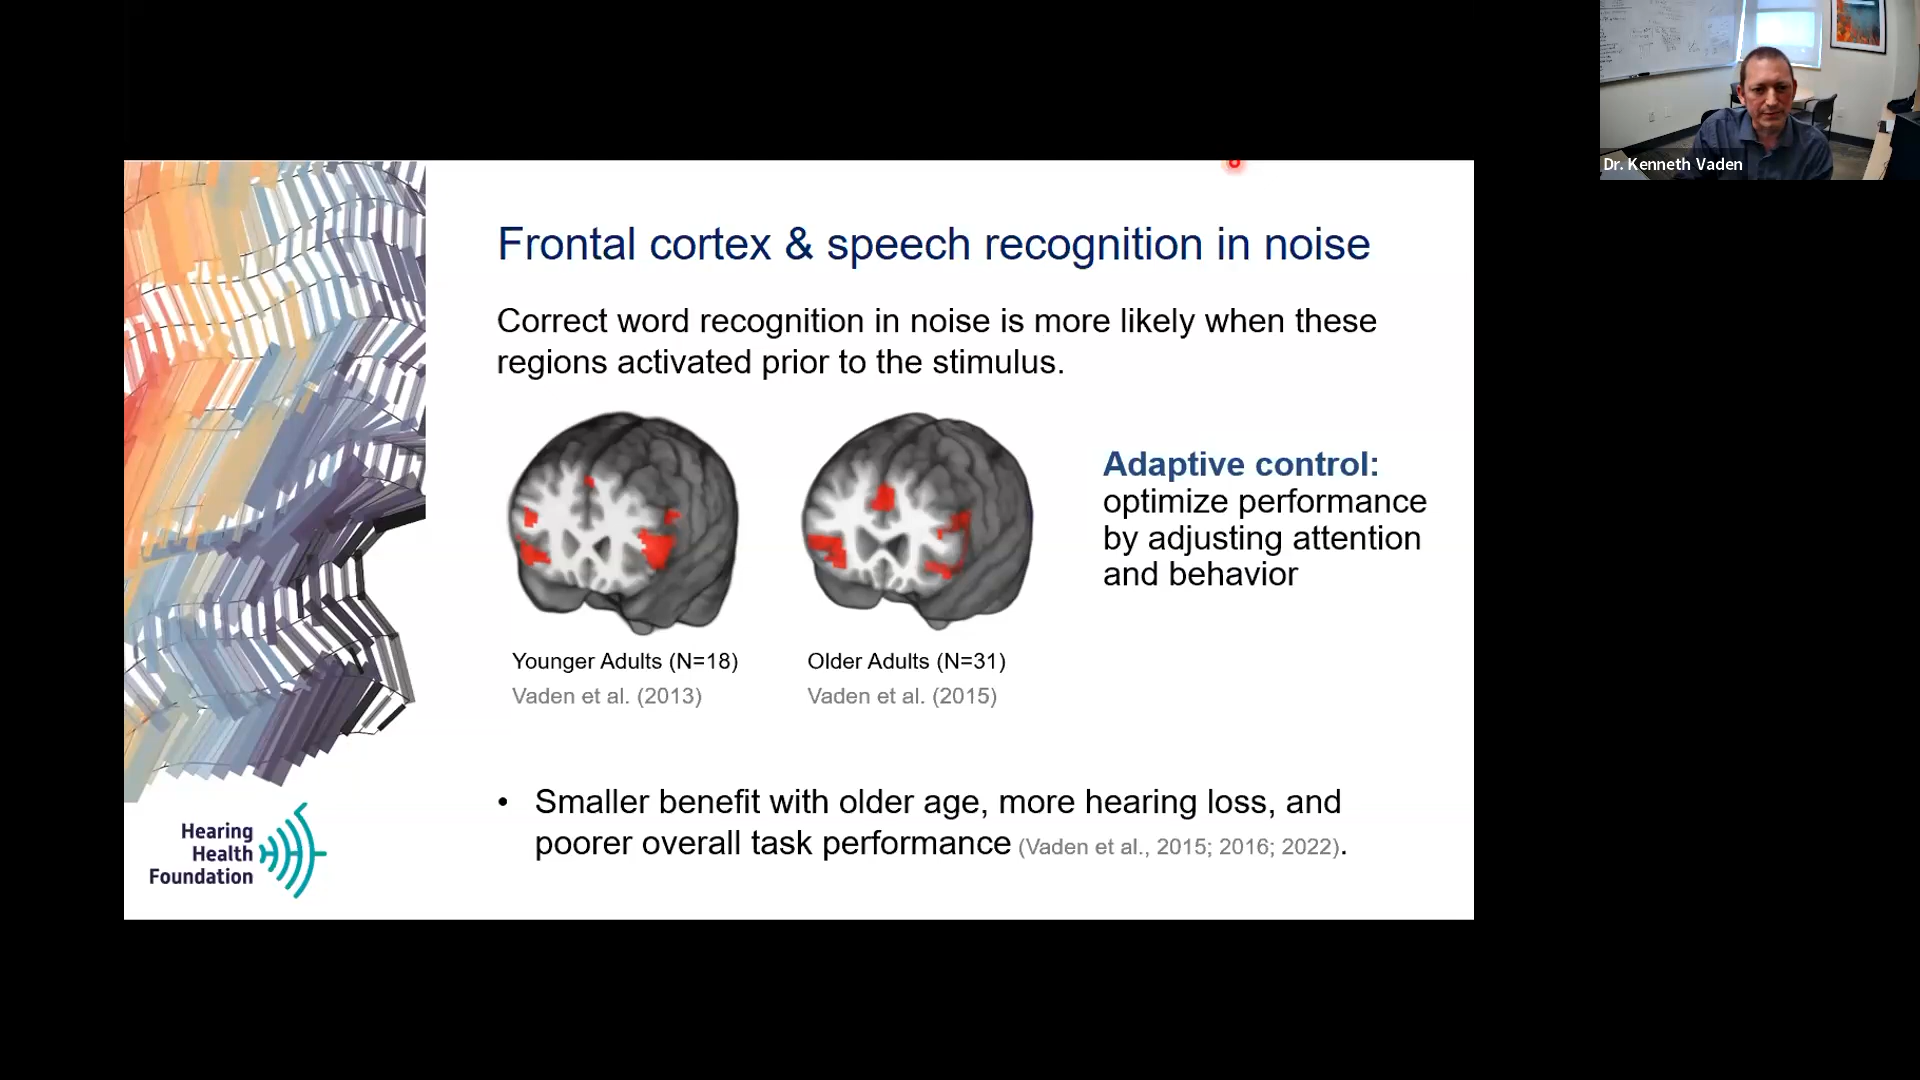 Dr. Kenneth Vaden
Frontal cortex & speech recognition in noise
Correct word recognition in noise is more likely when these
regions activated prior to the stimulus.
Adaptive control:
optimize performance
by adjusting attention
and behavior
Younger Adults (N=18)
Vaden et al. (2013)
Older Adults (N=31)
Vaden et al. (2015)
• Smaller benefit with older age, more hearing loss, and
poorer overall task performance (Vaden et al., 2015; 2016; 2022).
Hearing
Health
Foundation